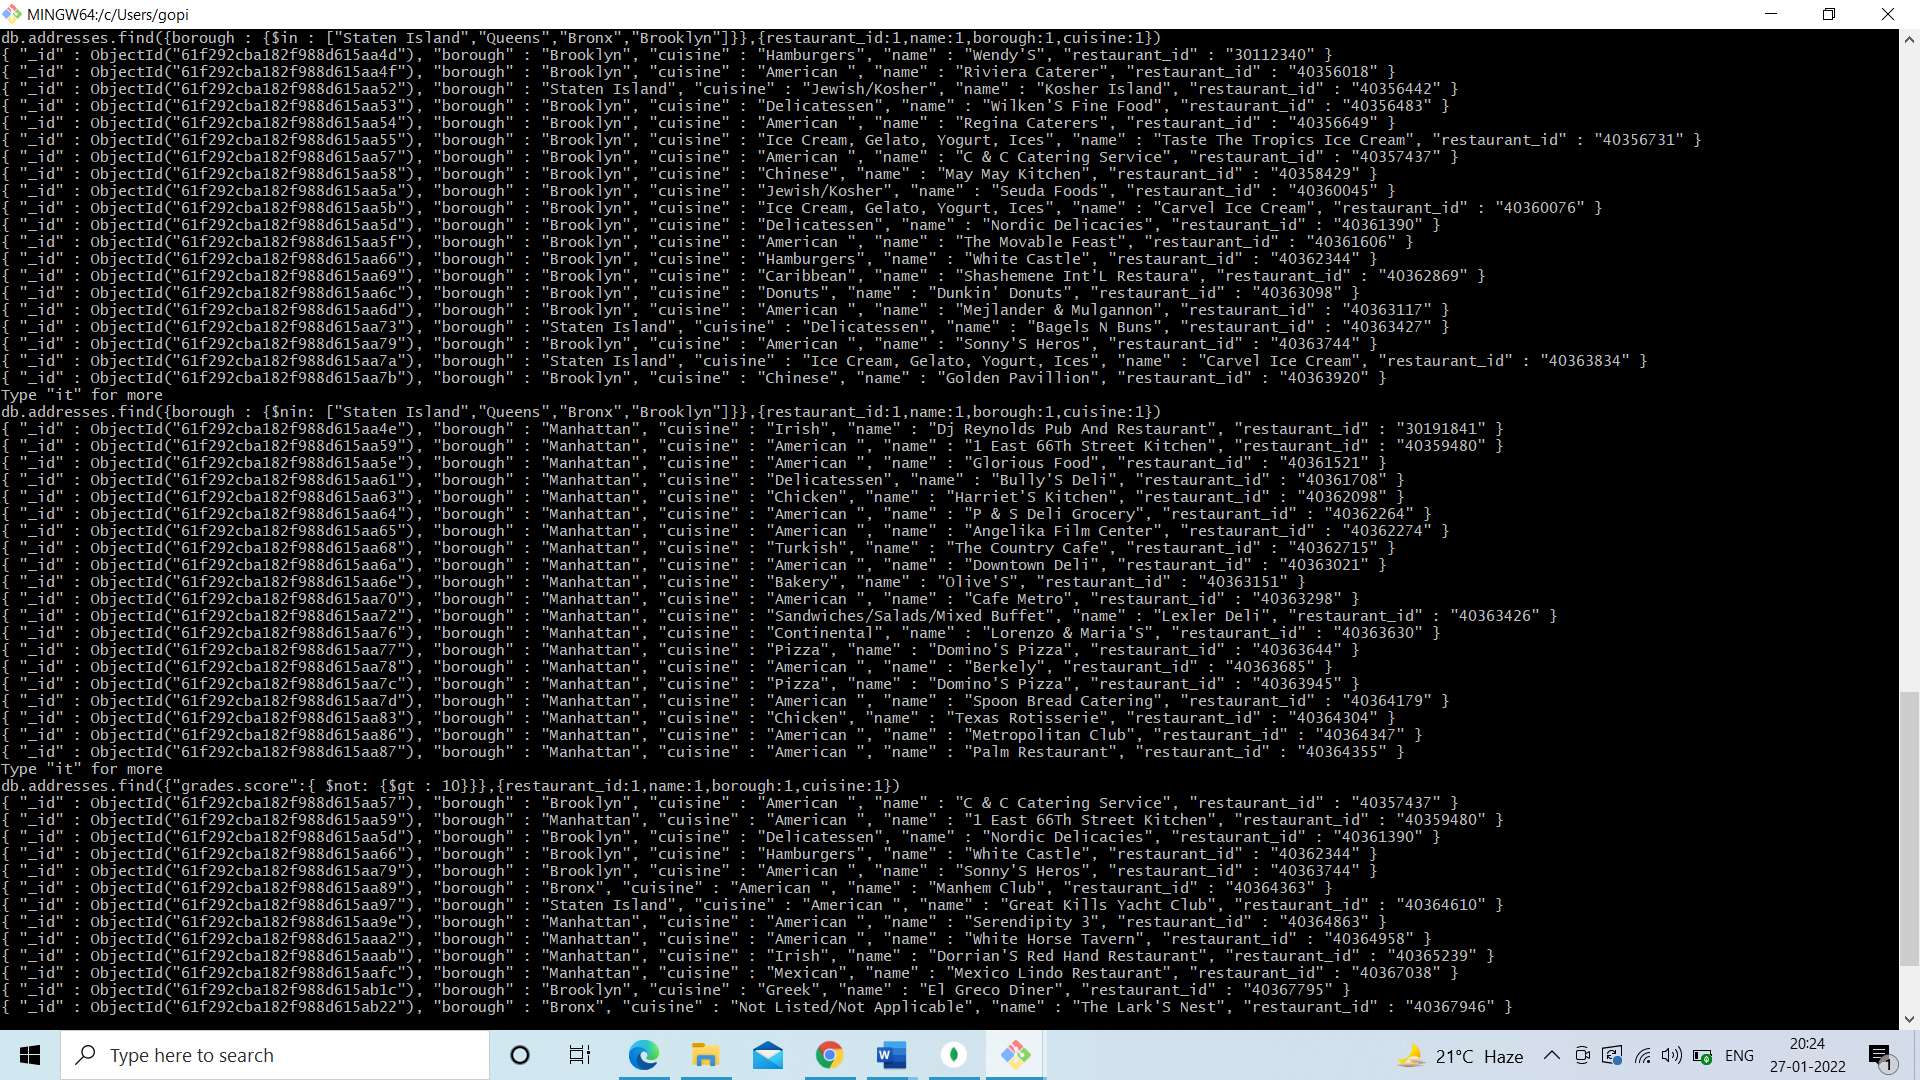 MINGW64:/c/Users/gopi
db.addresses.find({borough : {$in : ["Staten Island","Queens","Bronx","Brooklyn"]}},{restaurant_id:1,name:1,borough:1,cuisine:1})
{ "_id" : ObjectId("61f292cba182f988d615aa4d"), "borough" : "Brooklyn", "cuisine" : "Hamburgers", "name" : "Wendy'S", "restaurant_id" : "30112340" }
{ "_id" : ObjectId("61f292cba182f988d615aa4f"), "borough" : "Brooklyn", "cuisine" : "American ", "name" : "Riviera Caterer", "restaurant_id" : "40356018" }
{ "_id" : ObjectId("61f292cba182f988d615aa52"), "borough" : "Staten Island", "cuisine" : "Jewish/Kosher", "name" : "Kosher Island", "restaurant_id" : "40356442" }
{ "_id" : ObjectId("61f292cba182f988d615aa53"), "borough" : "Brooklyn", "cuisine" : "Delicatessen", "name" : "Wilken'S Fine Food", "restaurant_id" : "40356483" }
{ "_id" : ObjectId("61f292cba182f988d615aa54"), "borough" : "Brooklyn", "cuisine" : "American ", "name" : "Regina Caterers", "restaurant_id" : "40356649" }
{ "_id" : ObjectId("61f292cba182f988d615aa55"), "borough" : "Brooklyn", "cuisine" : "Ice Cream, Gelato, Yogurt, Ices", "name" : "Taste The Tropics Ice Cream", "restaurant_id" : "40356731" }
{ "_id" : ObjectId("61f292cba182f988d615aa57"), "borough" : "Brooklyn", "cuisine" : "American ", "name" : "C & C Catering Service", "restaurant_id" : "40357437" }
{ "_id" : ObjectId("61f292cba182f988d615aa58"), "borough" : "Brooklyn", "cuisine" : "Chinese", "name" : "May May Kitchen", "restaurant_id" : "40358429" }
{ "_id" : ObjectId("61f292cba182f988d615aa5a"), "borough" : "Brooklyn", "cuisine" : "Jewish/Kosher", "name" : "Seuda Foods", "restaurant_id" : "40360045" }
{ "_id" : ObjectId("61f292cba182f988d615aa5b"), "borough" : "Brooklyn", "cuisine" : "Ice Cream, Gelato, Yogurt, Ices", "name" : "Carvel Ice Cream", "restaurant_id" : "40360076" }
{ "_id" : ObjectId("61f292cba182f988d615aa5d"), "borough" : "Brooklyn", "cuisine" : "Delicatessen", "name" : "Nordic Delicacies", "restaurant_id" : "40361390" }
{ "_id" : ObjectId("61f292cba182f988d615aa5f"), "borough" : "Brooklyn", "cuisine" : "American ", "name" : "The Movable Feast", "restaurant_id" : "40361606" }
{ "_id" : ObjectId("61f292cba182f988d615aa66"), "borough" : "Brooklyn", "cuisine" : "Hamburgers", "name" : "White Castle", "restaurant_id" : "40362344" }
{ "_id" : ObjectId("61f292cba182f988d615aa69"), "borough" : "Brooklyn", "cuisine" : "Caribbean", "name" : "Shashemene Int'L Restaura", "restaurant_id" : "40362869" }
{ "_id" : ObjectId("61f292cba182f988d615aa6c"), "borough" : "Brooklyn", "cuisine" : "Donuts", "name" : "Dunkin' Donuts", "restaurant_id" : "40363098" }
{ "_id" : ObjectId("61f292cba182f988d615aa6d"), "borough" : "Brooklyn", "cuisine" : "American ", "name" : "Mejlander & Mulgannon", "restaurant_id" : "40363117" }
{ "_id" : ObjectId("61f292cba182f988d615aa73"), "borough" : "Staten Island", "cuisine" : "Delicatessen", "name" : "Bagels N Buns", "restaurant_id" : "40363427" }
{ "_id" : ObjectId("61f292cba182f988d615aa79"), "borough" : "Brooklyn", "cuisine" : "American ", "name" : "Sonny'S Heros", "restaurant_id" : "40363744" }
{ "_id" : ObjectId("61f292cba182f988d615aa7a"), "borough" : "Staten Island", "cuisine" : "Ice Cream, Gelato, Yogurt, Ices", "name" : "Carvel Ice Cream", "restaurant_id" : "40363834" }
{ "_id" : ObjectId("61f292cba182f988d615aa7b"), "borough" : "Brooklyn", "cuisine" : "Chinese", "name" : "Golden Pavillion", "restaurant_id" : "40363920" }
Type "it" for more
db.addresses.find({borough : {$nin: ["Staten Island","Queens","Bronx","Brooklyn"]}},{restaurant_id:1,name:1,borough:1,cuisine:1})
{ "_id" : ObjectId("61f292cba182f988d615aa4e"), "borough" : "Manhattan", "cuisine" : "Irish", "name" : "Dj Reynolds Pub And Restaurant", "restaurant_id" : "30191841" }
{ "_id" : ObjectId("61f292cba182f988d615aa59"), "borough" : "Manhattan", "cuisine" : "American ", "name" : "1 East 66Th Street Kitchen", "restaurant_id" : "40359480" }
{ "_id" : ObjectId("61f292cba182f988d615aa5e"), "borough" : "Manhattan", "cuisine" : "American ", "name" : "Glorious Food", "restaurant_id" : "40361521" }
{ "_id" : ObjectId("61f292cba182f988d615aa61"), "borough" : "Manhattan", "cuisine" : "Delicatessen", "name" : "Bully'S Deli", "restaurant_id" : "40361708" }
{ "_id" : ObjectId("61f292cba182f988d615aa63"), "borough" : "Manhattan", "cuisine" : "Chicken", "name" : "Harriet'S Kitchen", "restaurant_id" : "40362098" }
{ "_id" : ObjectId("61f292cba182f988d615aa64"), "borough" : "Manhattan", "cuisine" : "American ", "name" : "P & S Deli Grocery", "restaurant_id" : "40362264" }
{ "_id" : ObjectId("61f292cba182f988d615aa65"), "borough" : "Manhattan", "cuisine" : "American ", "name" : "Angelika Film Center", "restaurant_id" : "40362274" }
{ "_id" : ObjectId("61f292cba182f988d615aa68"), "borough" : "Manhattan", "cuisine" : "Turkish", "name" : "The Country Cafe", "restaurant_id" : "40362715" }
{ "_id" : ObjectId("61f292cba182f988d615aa6a"), "borough" : "Manhattan", "cuisine" : "American ", "name" : "Downtown Deli", "restaurant_id" : "40363021" }
{ "_id" : ObjectId("61f292cba182f988d615aa6e"), "borough" : "Manhattan", "cuisine" : "Bakery", "name" : "Olive'S", "restaurant_id" : "40363151" }
{ "_id" : ObjectId("61f292cba182f988d615aa70"), "borough" : "Manhattan", "cuisine" : "American ", "name" : "Cafe Metro", "restaurant_id" : "40363298" }
{ "_id" : ObjectId("61f292cba182f988d615aa72"), "borough" : "Manhattan", "cuisine" : "Sandwiches/Salads/Mixed Buffet", "name" : "Lexler Deli", "restaurant_id" : "40363426" }
{ "_id" : ObjectId("61f292cba182f988d615aa76"), "borough" : "Manhattan", "cuisine" : "Continental", "name" : "Lorenzo & Maria'S", "restaurant_id" : "40363630" }
{ "_id" : ObjectId("61f292cba182f988d615aa77"), "borough" : "Manhattan", "cuisine" : "Pizza", "name" : "Domino'S Pizza", "restaurant_id" : "40363644" }
{ "_id" : ObjectId("61f292cba182f988d615aa78"), "borough" : "Manhattan", "cuisine" : "American ", "name" : "Berkely", "restaurant_id" : "40363685" }
{ "_id" : ObjectId("61f292cba182f988d615aa7c"), "borough" : "Manhattan", "cuisine" : "Pizza", "name" : "Domino'S Pizza", "restaurant_id" : "40363945" }
{ "_id" : ObjectId("61f292cba182f988d615aa7d"), "borough" : "Manhattan", "cuisine" : "American ", "name" : "Spoon Bread Catering", "restaurant_id" : "40364179" }
{ "_id" : ObjectId("61f292cba182f988d615aa83"), "borough" : "Manhattan", "cuisine" : "Chicken", "name" : "Texas Rotisserie", "restaurant_id" : "40364304" }
{ "_id" : ObjectId("61f292cba182f988d615aa86"), "borough" : "Manhattan", "cuisine" : "American ", "name" : "Metropolitan Club", "restaurant_id" : "40364347" }
{ "_id" : ObjectId("61f292cba182f988d615aa87"), "borough" : "Manhattan", "cuisine" : "American ", "name" : "Palm Restaurant", "restaurant_id" : "40364355" }
Type "it" for more
db.addresses.find({"grades.score":{ $not: {$gt : 10}}},{restaurant_id:1,name:1,borough:1,cuisine:1})
{ "_id" : ObjectId("61f292cba182f988d615aa57"), "borough" : "Brooklyn", "cuisine" : "American ", "name" : "C & C Catering Service", "restaurant_id" : "40357437" }
{ "_id" : ObjectId("61f292cba182f988d615aa59"), "borough" : "Manhattan", "cuisine" : "American ", "name" : "1 East 66Th Street Kitchen", "restaurant_id" : "40359480" }
{ "_id" : ObjectId("61f292cba182f988d615aa5d"), "borough" : "Brooklyn", "cuisine" : "Delicatessen", "name" : "Nordic Delicacies", "restaurant_id" : "40361390" }
{ "_id" : ObjectId("61f292cba182f988d615aa66"), "borough" : "Brooklyn", "cuisine" : "Hamburgers", "name" : "White Castle", "restaurant_id" : "40362344" }
{ "_id" : ObjectId("61f292cba182f988d615aa79"), "borough" : "Brooklyn", "cuisine" : "American ", "name" : "Sonny'S Heros", "restaurant_id" : "40363744" }
{ "_id" : ObjectId("61f292cba182f988d615aa89"), "borough" : "Bronx", "cuisine" : "American ", "name" : "Manhem Club", "restaurant_id" : "40364363" }
{ "_id" : ObjectId("61f292cba182f988d615aa97"), "borough" : "Staten Island", "cuisine" : "American ", "name" : "Great Kills Yacht Club", "restaurant_id" : "40364610" }
{ "_id" : ObjectId("61f292cba182f988d615aa9e"), "borough" : "Manhattan", "cuisine" : "American ", "name" : "Serendipity 3", "restaurant_id" : "40364863" }
{ "_id" : ObjectId("61f292cba182f988d615aaa2"), "borough" : "Manhattan", "cuisine" : "American ", "name" : "White Horse Tavern", "restaurant_id" : "40364958" }
{ "_id" : ObjectId("61f292cba182f988d615aaab"), "borough" : "Manhattan", "cuisine" : "Irish", "name" : "Dorrian'S Red Hand Restaurant", "restaurant_id" : "40365239" }
{ "_id" : ObjectId("61f292cba182f988d615aafc"), "borough" : "Manhattan", "cuisine" : "Mexican", "name" : "Mexico Lindo Restaurant", "restaurant_id" : "40367038" }
{ "_id" : ObjectId("61f292cba182f988d615ab1c"), "borough" : "Brooklyn", "cuisine" : "Greek", "name" : "El Greco Diner", "restaurant_id" : "40367795" }
{ "_id" : ObjectId("61f292cba182f988d615ab22"), "borough" : "Bronx", "cuisine" : "Not Listed/Not Applicable", "name" : "The Lark'S Nest", "restaurant_id" : "40367946" }
Type here to search
21°C Haze
ENG
20:24
27-01-2022
1